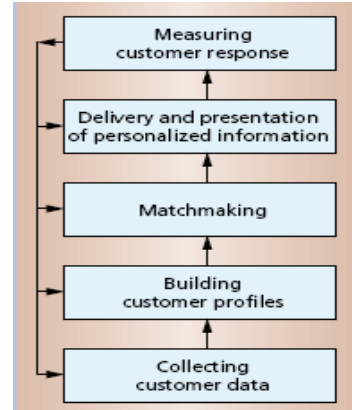 Measuring
customer response
Delivery and presentation
of personalized information
Matchmaking
Building
customer profiles
Collecting
customer data